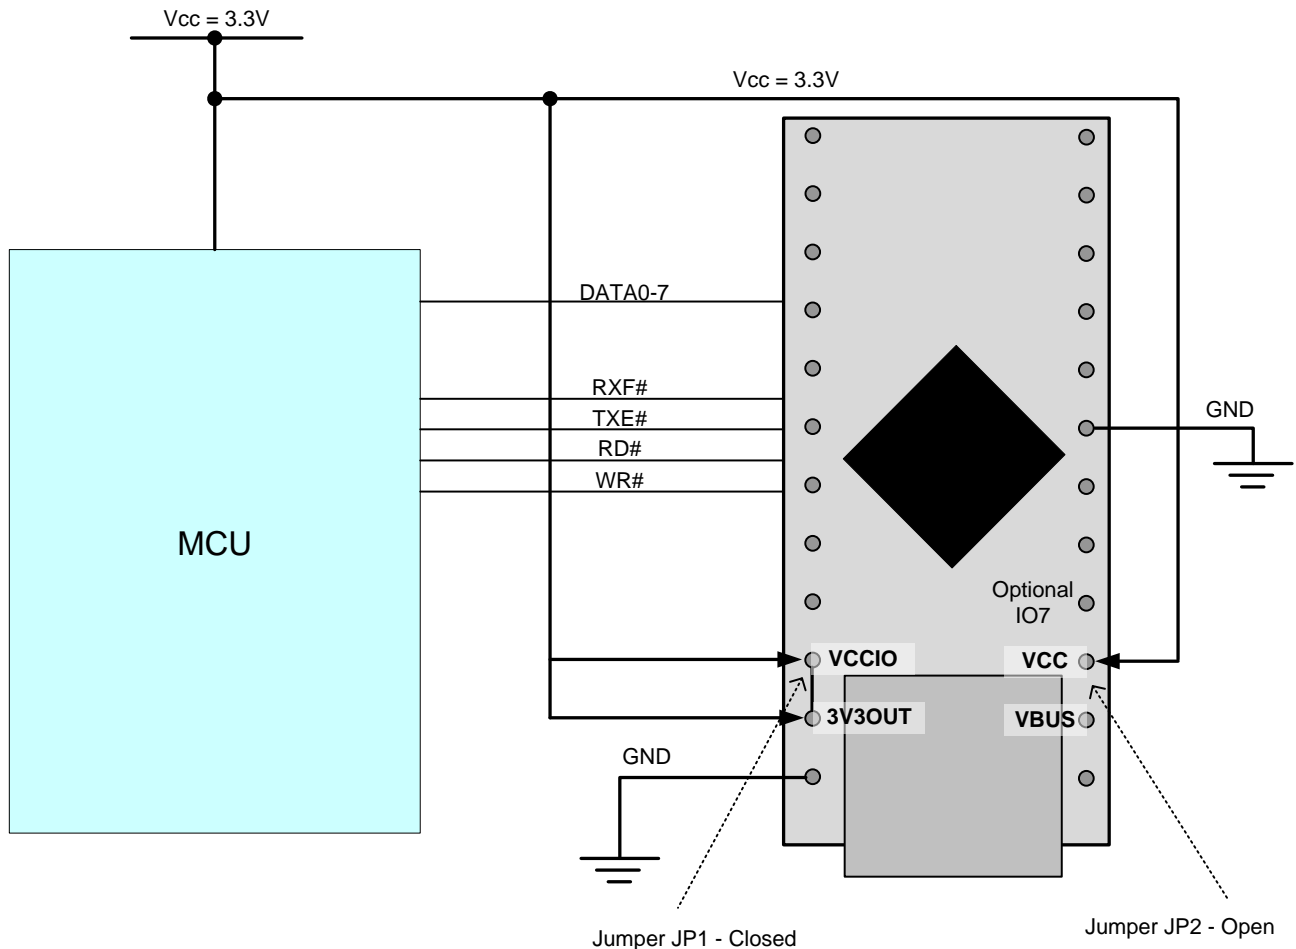 Vcc = 3.3V
Vcc = 3.3V
DATA0-7
RXF#
TXE#
RD#
WR#
GND
MCU
Optional
IO7
VCCIO
VCC
3V3OUT
VBUS
GND
Jumper JP1 - Closed
Jumper JP2 - Open